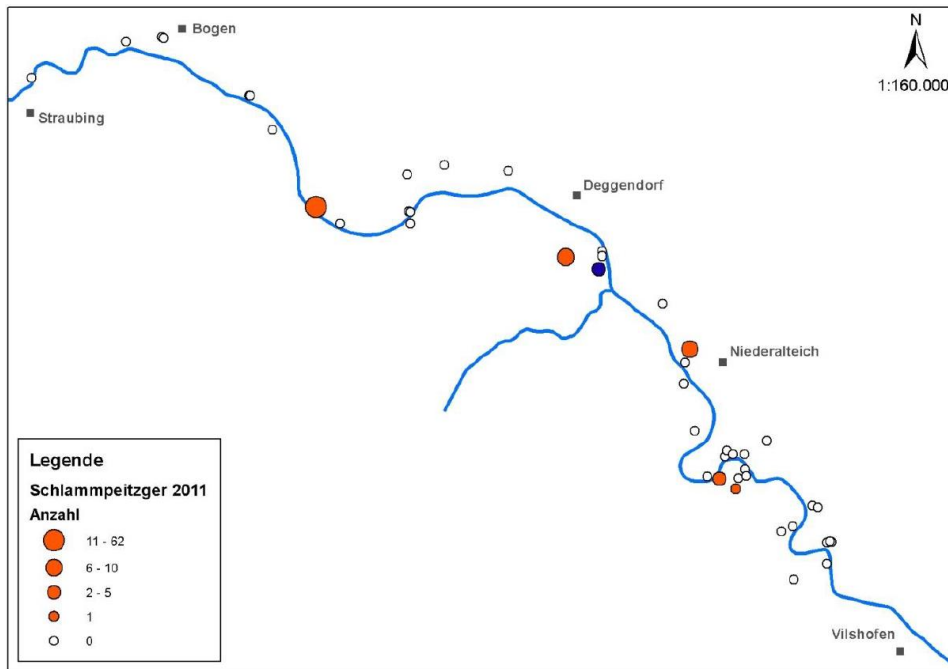 Bogen
N
1:160.000
Straubing
Deggendorf
Niederalteich
Vilshofen
Legende
Schlammpeitzger 2011
Anzahl
11 - 62
6 - 10
2 - 5
1
0